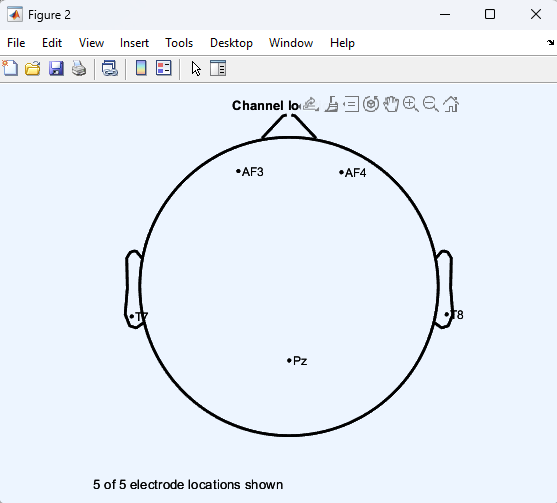 Figure 2
File Edit View Insert Tools Desktop Window Help
Channel lo
AF3 AF4
T7 T8
Pz
5 of 5 electrode locations shown